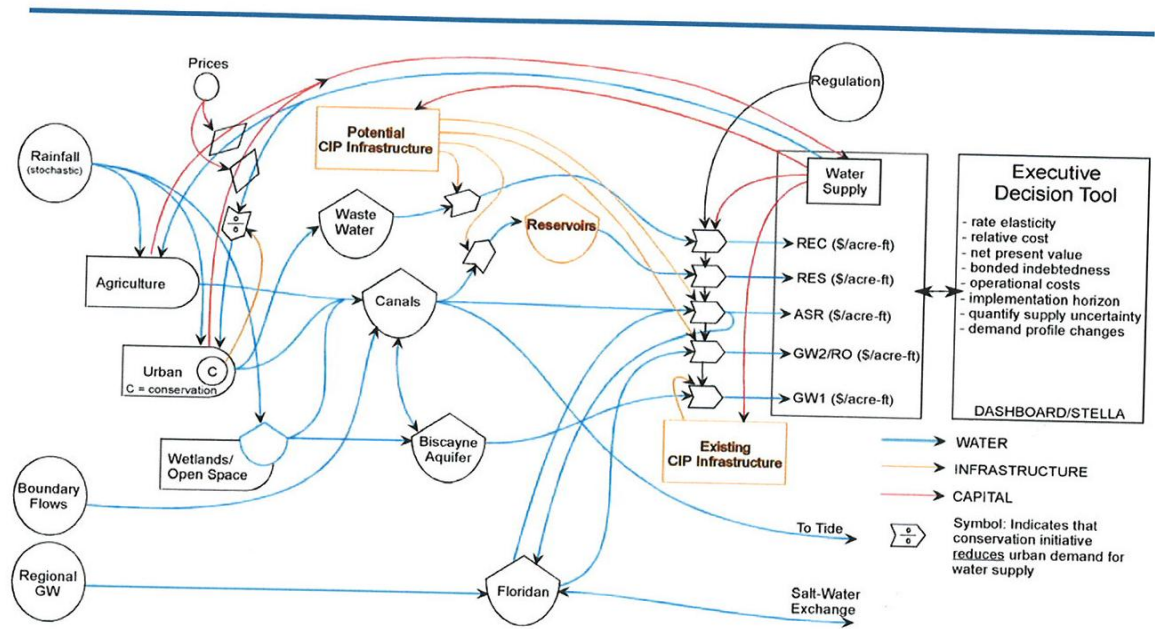 Prices
Regulation
Rainfall
(stochastic)
Potential
CIP Infrastructure
Water
Supply
Executive
Decision Tool
- rate elasticity
- relative cost
- net present value
- bonded indebtedness
- operational costs
- implementation horizon
- quantify supply uncertainty
- demand profile changes
DASHBOARD/STELLA
÷
Waste
Water
Reservoirs
REC ($/acre-ft)
RES ($/acre-ft)
ASR ($/acre-ft)
GW2/RO ($/acre-ft)
GW1 ($/acre-ft)
Agriculture
Canals
Urban
C
C = conservation
Wetlands/
Open Space
Biscayne
Aquifer
Existing
CIP Infrastructure
Boundary
Flows
Regional
GW
Floridan
To Tide
Salt-Water
Exchange
WATER
INFRASTRUCTURE
CAPITAL
÷
Symbol: Indicates that
conservation initiative
reduces urban demand for
water supply